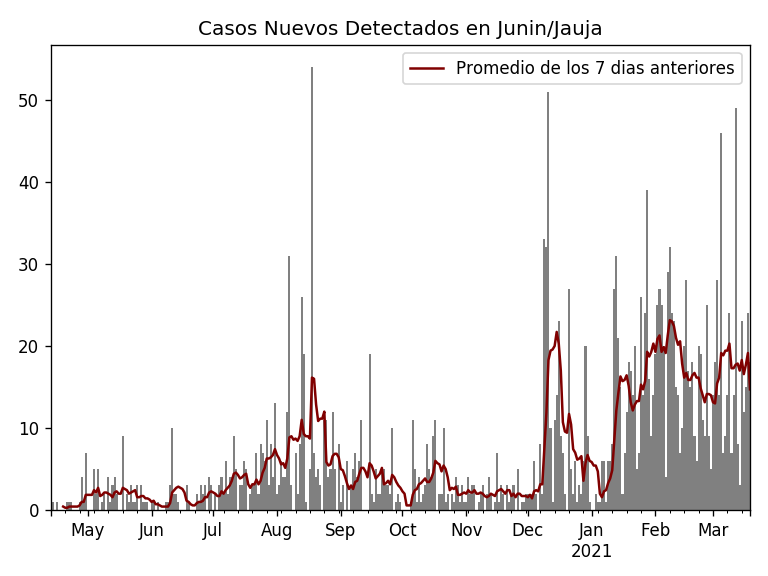 Casos Nuevos Detectados en Junin/Jauja
Promedio de los 7 dias anteriores
50
40
30
20
10
0
May Jun Jul Aug Sep Oct Nov Dec Jan Feb Mar
2021